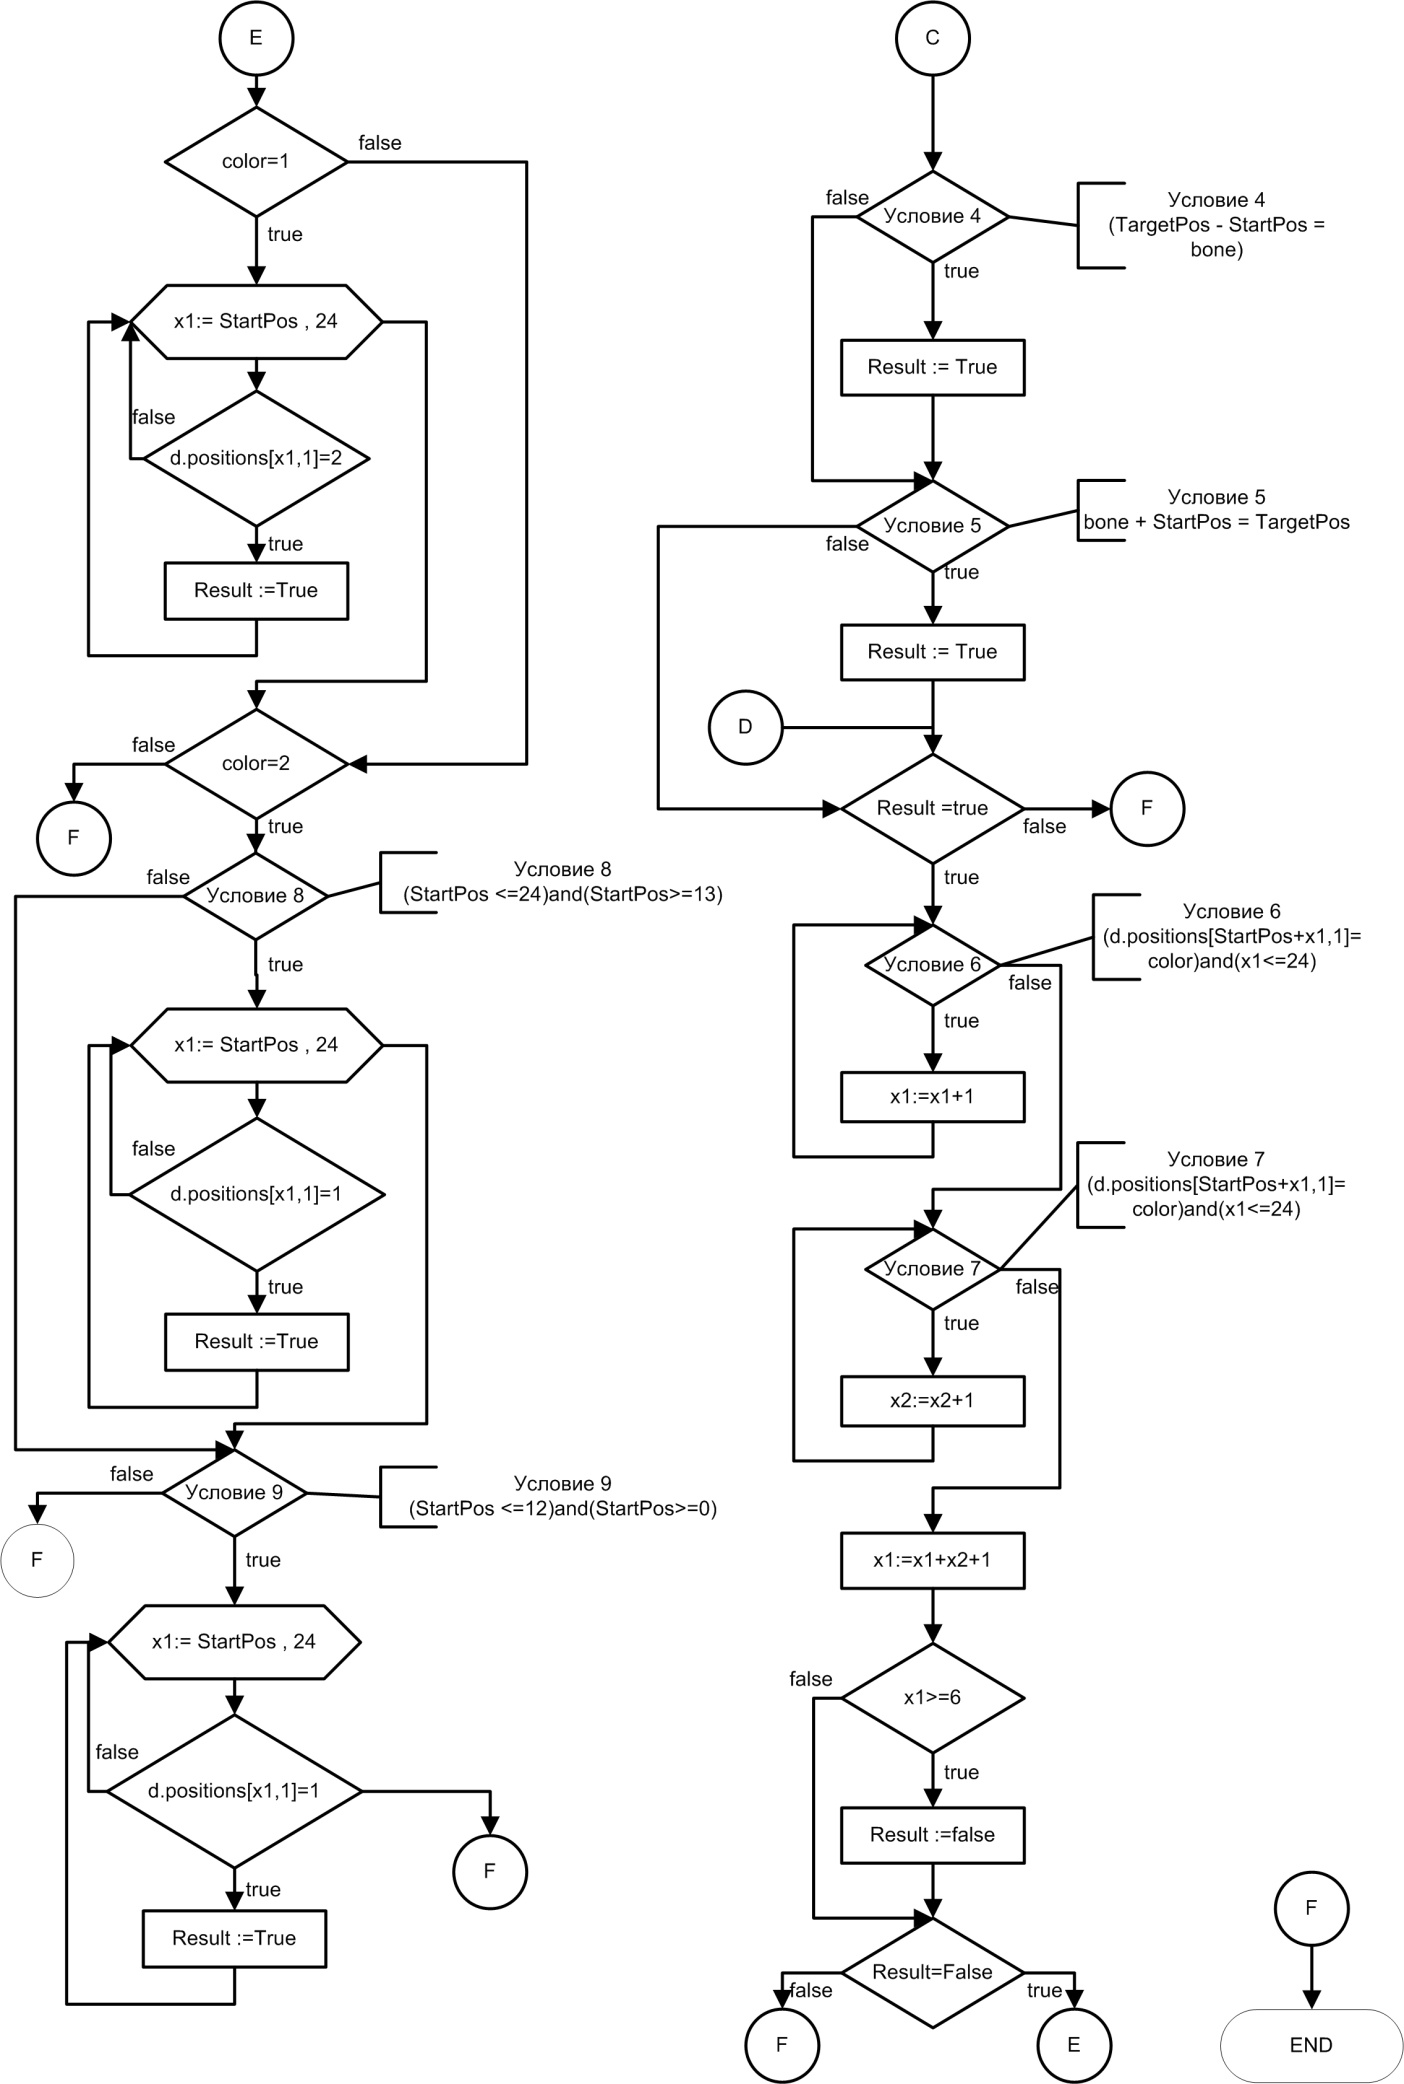 E
color=1
false
true
x1:= StartPos , 24
false
d.positions[x1,1]=2
true
Result :=True
false
color=2
F
true
false
Условие 8
Условие 8
(StartPos <=24)and(StartPos>=13)
true
x1:= StartPos , 24
false
d.positions[x1,1]=1
true
Result :=True
false
Условие 9
Условие 9
(StartPos <=12)and(StartPos>=0)
F
true
x1:= StartPos , 24
false
d.positions[x1,1]=1
F
true
Result :=True
C
false
Условие 4
Условие 4
(TargetPos - StartPos =
bone)
true
Result := True
Условие 5
Условие 5
bone + StartPos = TargetPos
false
true
Result := True
D
Result =true
false
F
true
Условие 6
Условие 6
(d.positions[StartPos+x1,1]=
color)and(x1<=24)
false
true
x1:=x1+1
Условие 7
(d.positions[StartPos+x1,1]=
color)and(x1<=24)
Условие 7
false
true
x2:=x2+1
x1:=x1+x2+1
false
x1>=6
true
Result :=false
Result=False
false
true
F
E
F
END